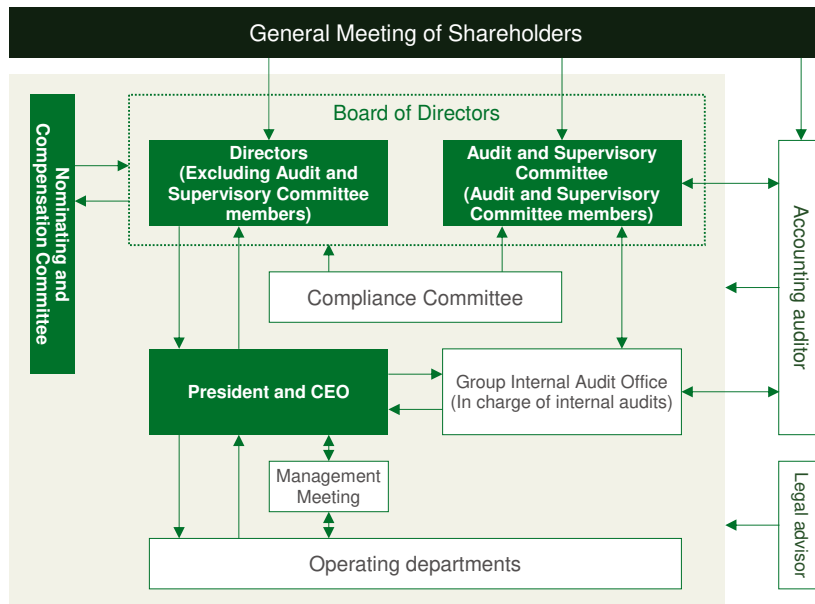 General Meeting of Shareholders
Board of Directors
Nominating and
Compensation Committee
Directors
(Excluding Audit and
Supervisory Committee
members)
Audit and Supervisory
Committee
(Audit and Supervisory
Committee members)
Accounting auditor
Compliance Committee
President and CEO
Group Internal Audit Office
(In charge of internal audits)
Management
Meeting
Legal advisor
Operating departments